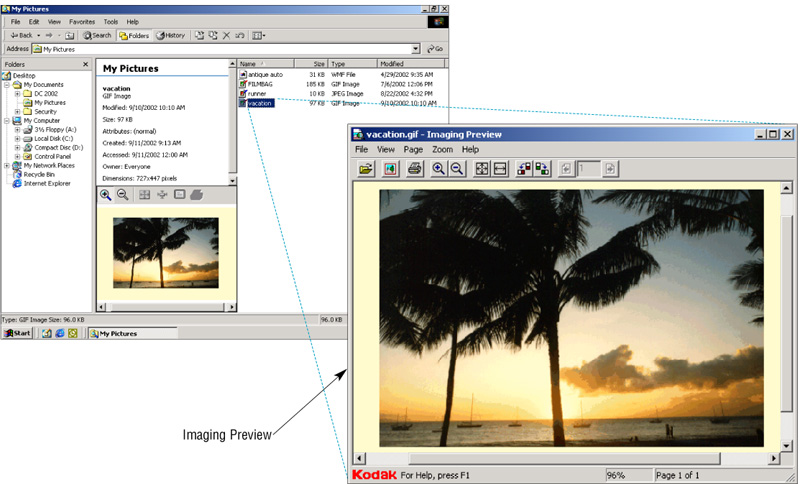 My Pictures
File Edit View Favorites Tools Help
Back Search Folders History
Address My Pictures Go
Folders
Desktop
My Documents
DC 2002
My Pictures
Security
My Computer
3½ Floppy (A:)
Local Disk (C:)
Compact Disc (D:)
Control Panel
My Network Places
Recycle Bin
Internet Explorer
My Pictures
vacation
GIF Image
Modified: 9/10/2002 10:10 AM
Size: 97 KB
Attributes: (normal)
Created: 9/11/2002 9:13 AM
Accessed: 9/11/2002 12:00 AM
Owner: Everyone
Dimensions: 727x447 pixels
Name Size Type Modified
antique auto 31 KB WMF File 4/29/2002 9:35 AM
FILMBAG 185 KB GIF Image 7/6/2002 12:06 PM
runner 10 KB JPEG Image 8/22/2002 4:32 PM
vacation 97 KB GIF Image 9/10/2002 10:10 AM
Type: GIF Image Size: 96.0 KB 96.0 KB
Start My Pictures
vacation.gif - Imaging Preview
File View Page Zoom Help
1
Kodak For Help, press F1 96% Page 1 of 1
Imaging Preview